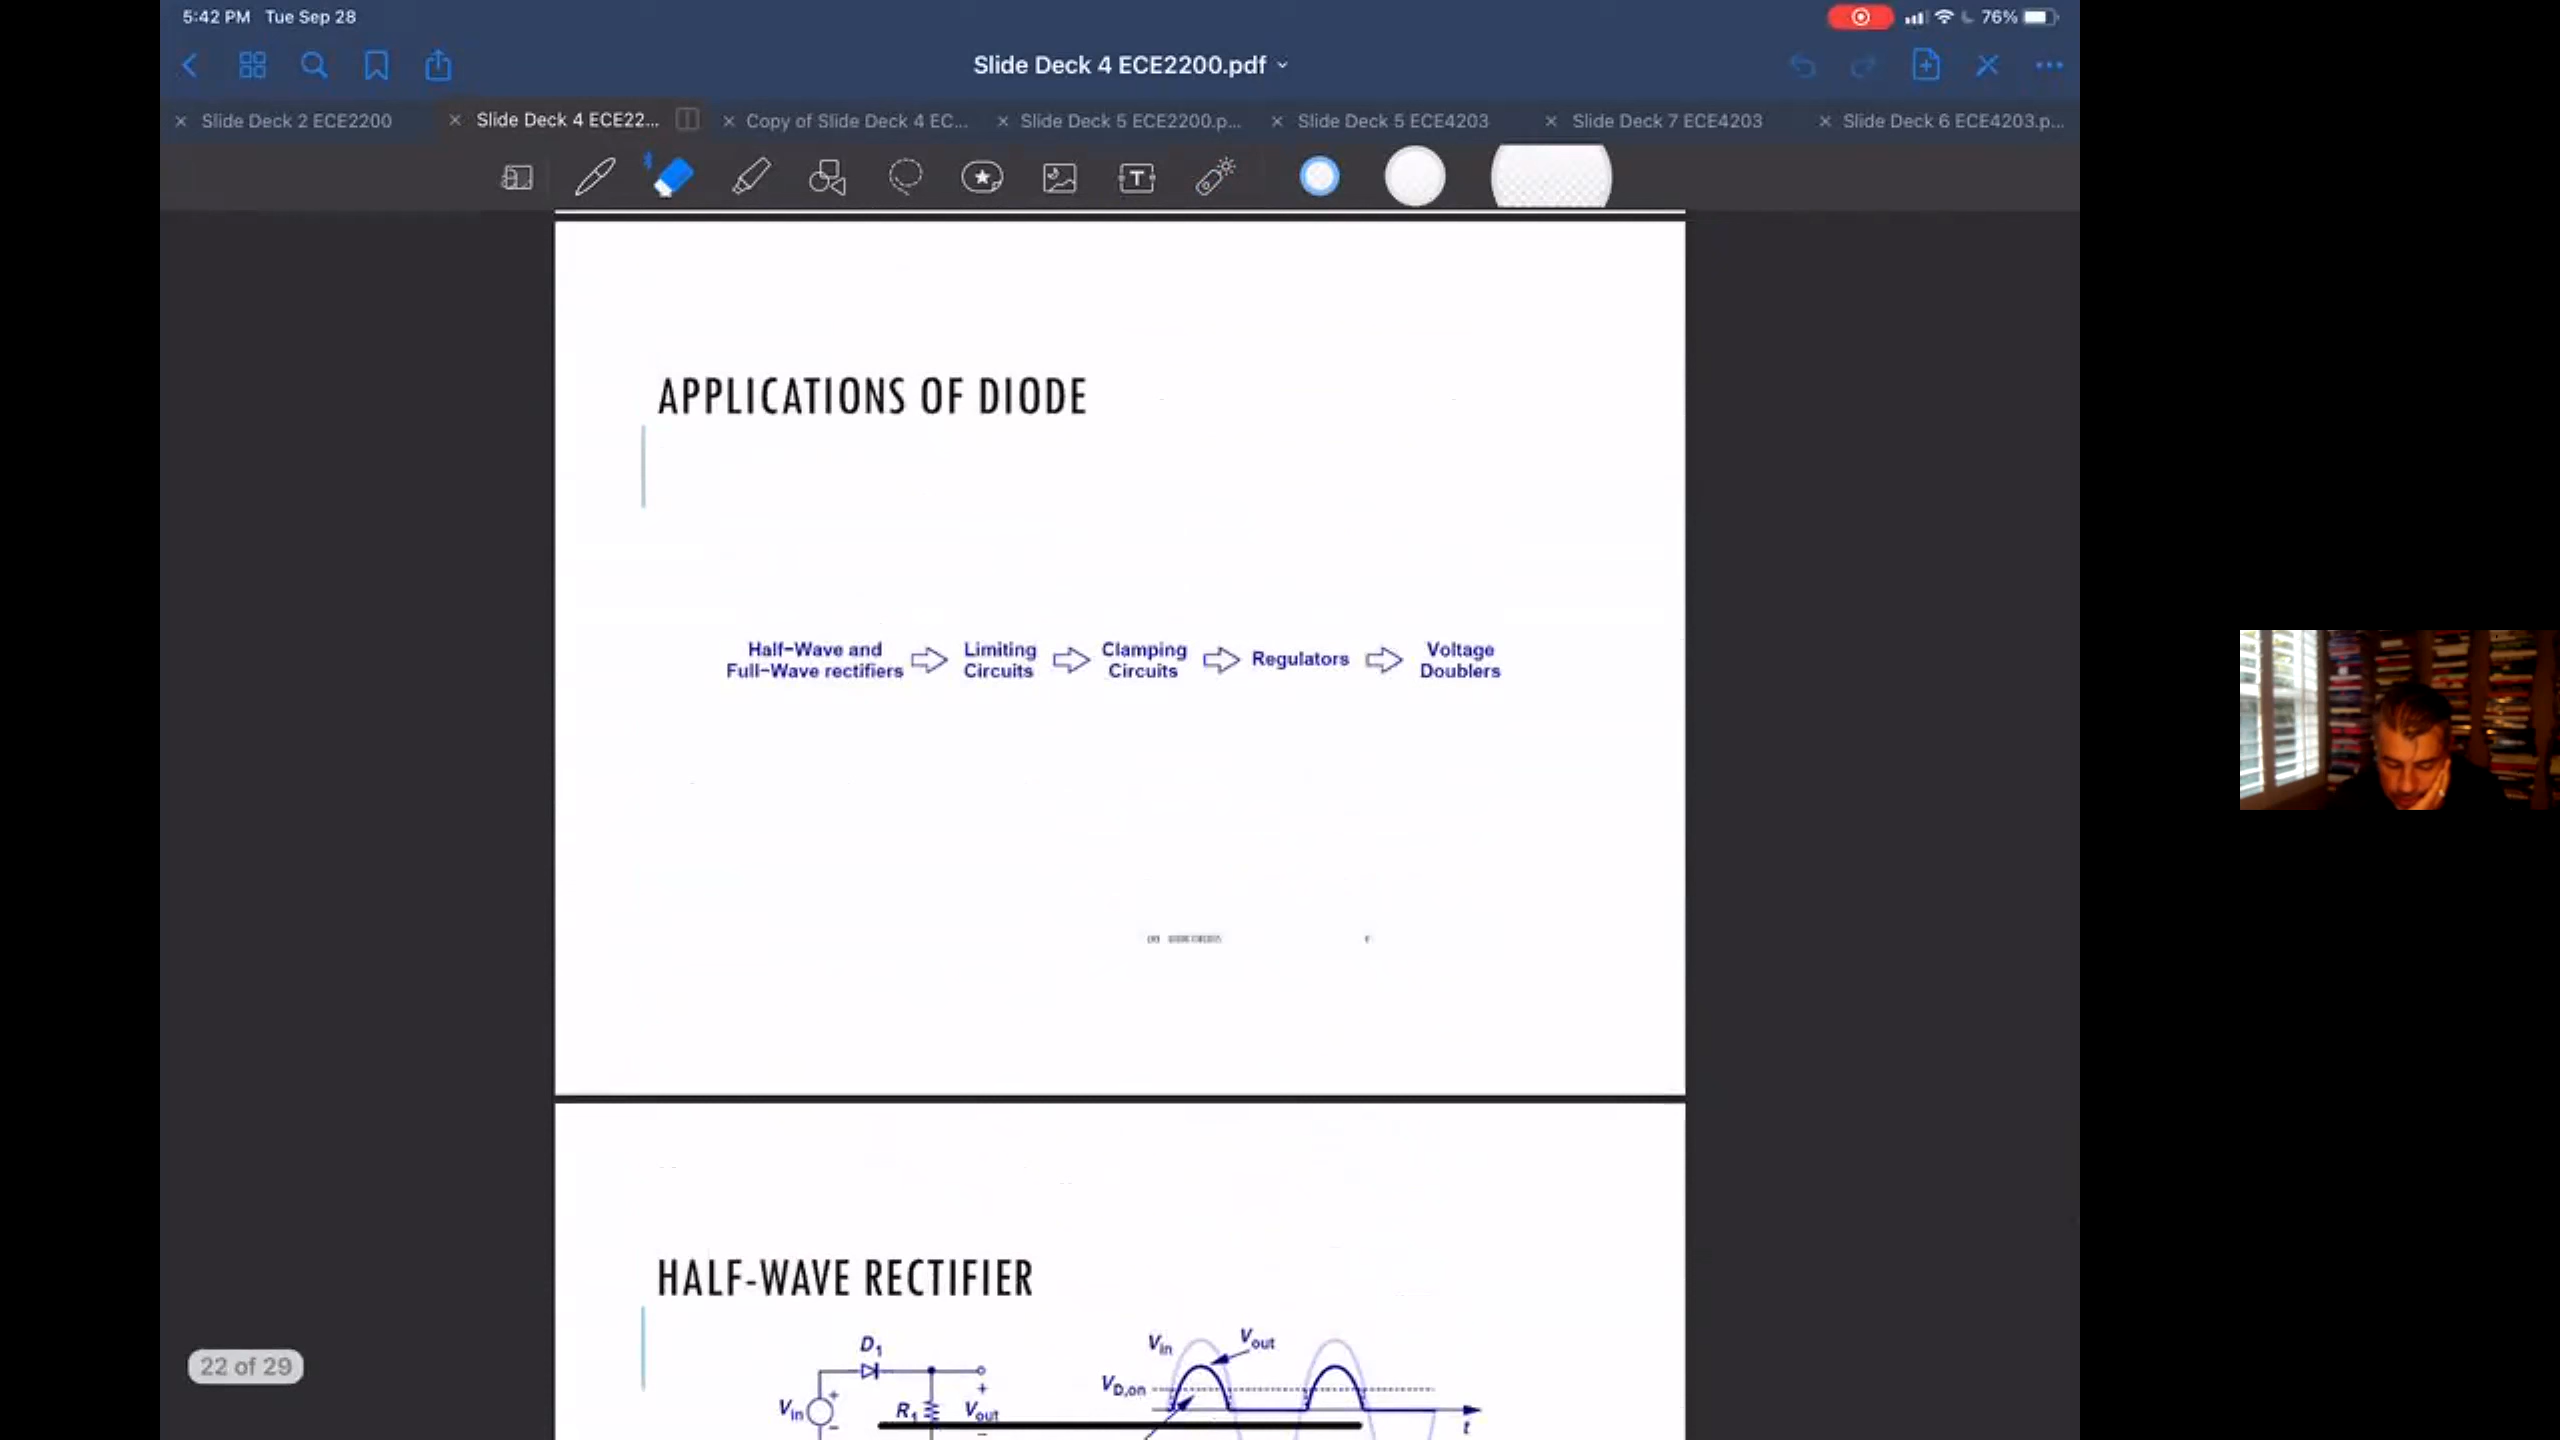 5:42 PM Tue Sep 28
76%
Slide Deck 4 ECE2200.pdf
Slide Deck 2 ECE2200
Slide Deck 4 ECE22...
Copy of Slide Deck 4 EC...
Slide Deck 5 ECE2200.p...
Slide Deck 5 ECE4203
Slide Deck 7 ECE4203
Slide Deck 6 ECE4203.p...
APPLICATIONS OF DIODE
Half-Wave and
Full-Wave rectifiers
Limiting
Circuits
Clamping
Circuits
Regulators
Voltage
Doublers
HALF-WAVE RECTIFIER
D1
Vin
+
−
R1
+
Vout
−
Vin
Vout
VD,on
t
22 of 29